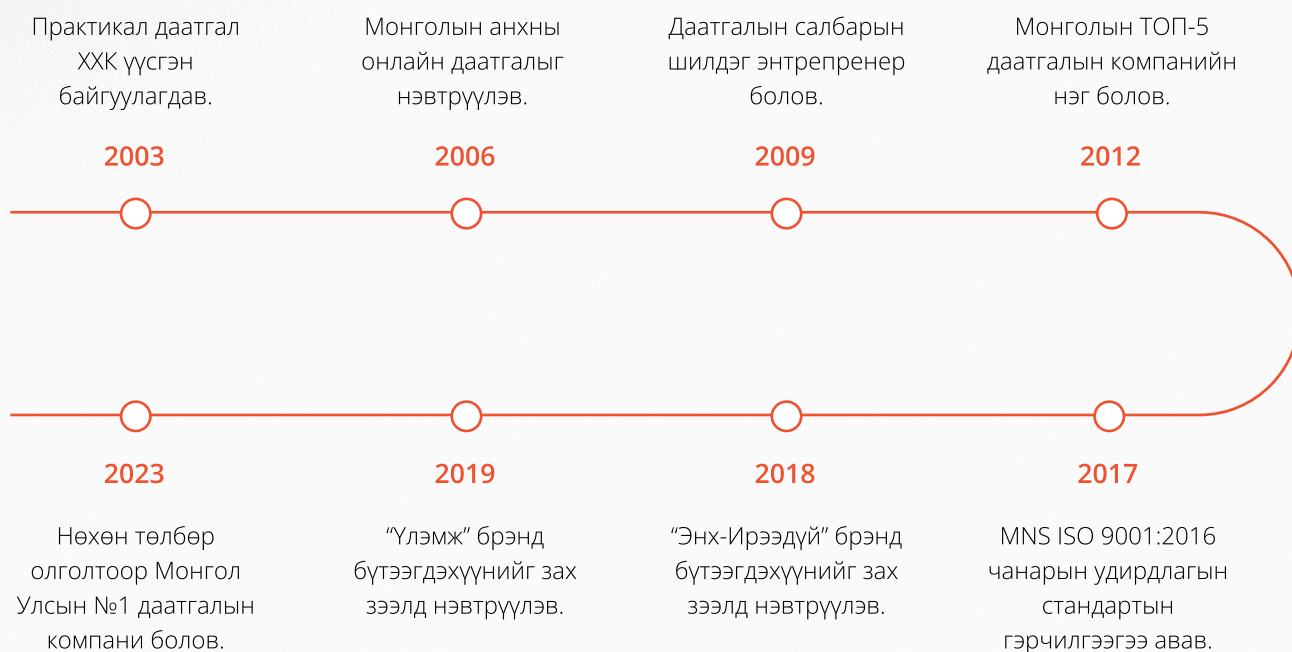 Практикал даатгал
ХХК үүсгэн
байгуулагдав.
2003
Монголын анхны
онлайн даатгалыг
нэвтрүүлэв.
2006
Даатгалын салбарын
шилдэг энтрепренер
болов.
2009
Монголын ТОП-5
даатгалын компанийн
нэг болов.
2012
2017
MNS ISO 9001:2016
чанарын удирдлагын
стандартын
гэрчилгээгээ авав.
2018
“Энх-Ирээдүй” брэнд
бүтээгдэхүүнийг зах
зээлд нэвтрүүлэв.
2019
“Үлэмж” брэнд
бүтээгдэхүүнийг зах
зээлд нэвтрүүлэв.
2023
Нөхөн төлбөр
олголтоор Монгол
Улсын №1 даатгалын
компани болов.